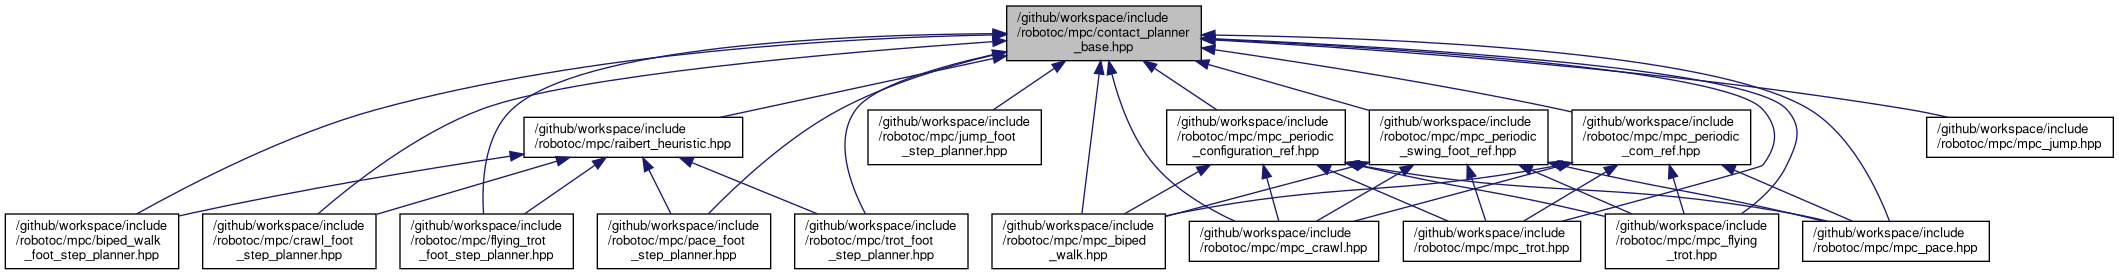 /github/workspace/include
/robotoc/mpc/contact_planner
_base.hpp
/github/workspace/include
/robotoc/mpc/raibert_heuristic.hpp
/github/workspace/include
/robotoc/mpc/jump_foot
_step_planner.hpp
/github/workspace/include
/robotoc/mpc/mpc_periodic
_configuration_ref.hpp
/github/workspace/include
/robotoc/mpc/mpc_periodic
_swing_foot_ref.hpp
/github/workspace/include
/robotoc/mpc/mpc_periodic
_com_ref.hpp
/github/workspace/include
/robotoc/mpc/mpc_jump.hpp
/github/workspace/include
/robotoc/mpc/biped_walk
_foot_step_planner.hpp
/github/workspace/include
/robotoc/mpc/crawl_foot
_step_planner.hpp
/github/workspace/include
/robotoc/mpc/flying_trot
_foot_step_planner.hpp
/github/workspace/include
/robotoc/mpc/pace_foot
_step_planner.hpp
/github/workspace/include
/robotoc/mpc/trot_foot
_step_planner.hpp
/github/workspace/include
/robotoc/mpc/mpc_biped
_walk.hpp
/github/workspace/include
/robotoc/mpc/mpc_crawl.hpp
/github/workspace/include
/robotoc/mpc/mpc_trot.hpp
/github/workspace/include
/robotoc/mpc/mpc_flying
_trot.hpp
/github/workspace/include
/robotoc/mpc/mpc_pace.hpp